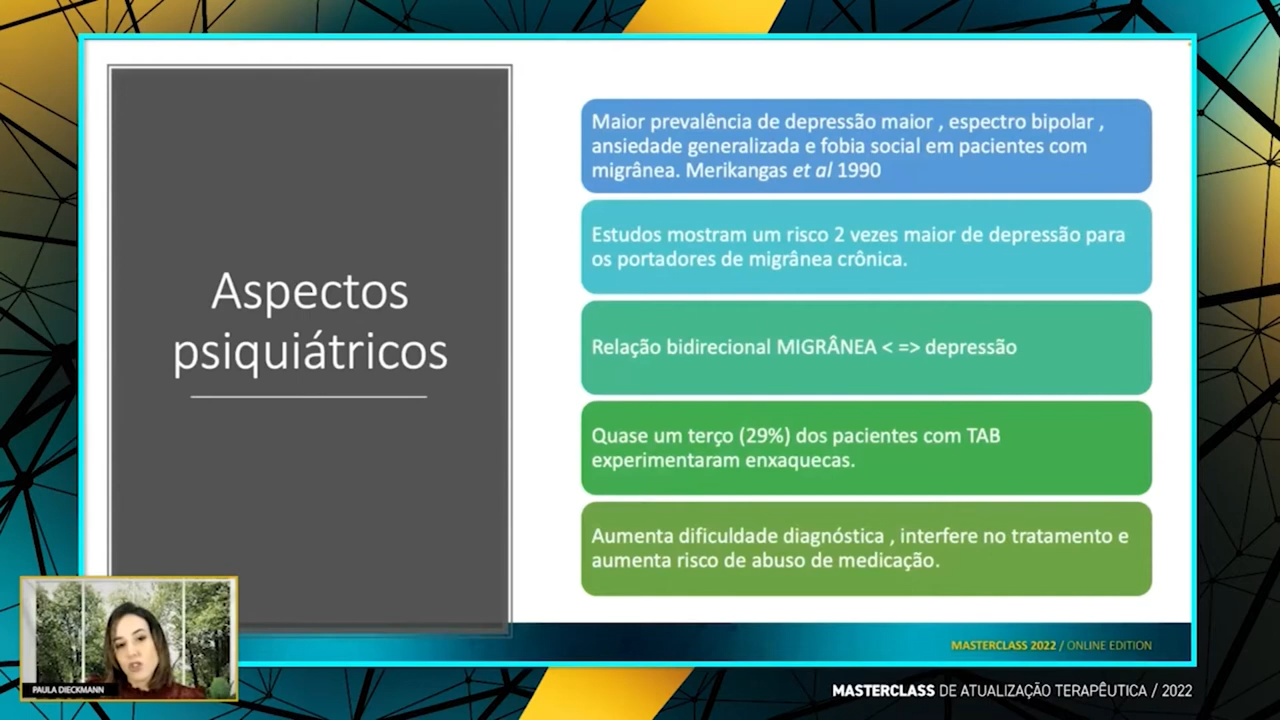 Aspectos
psiquiátricos
Maior prevalência de depressão maior , espectro bipolar ,
ansiedade generalizada e fobia social em pacientes com
migrânea. Merikangas et al 1990
Estudos mostram um risco 2 vezes maior de depressão para
os portadores de migrânea crônica.
Relação bidirecional MIGRÂNEA < => depressão
Quase um terço (29%) dos pacientes com TAB
experimentaram enxaquecas.
Aumenta dificuldade diagnóstica , interfere no tratamento e
aumenta risco de abuso de medicação.
MASTERCLASS 2022 / ONLINE EDITION
PAULA DIECKMANN
MASTERCLASS DE ATUALIZAÇÃO TERAPÊUTICA / 2022